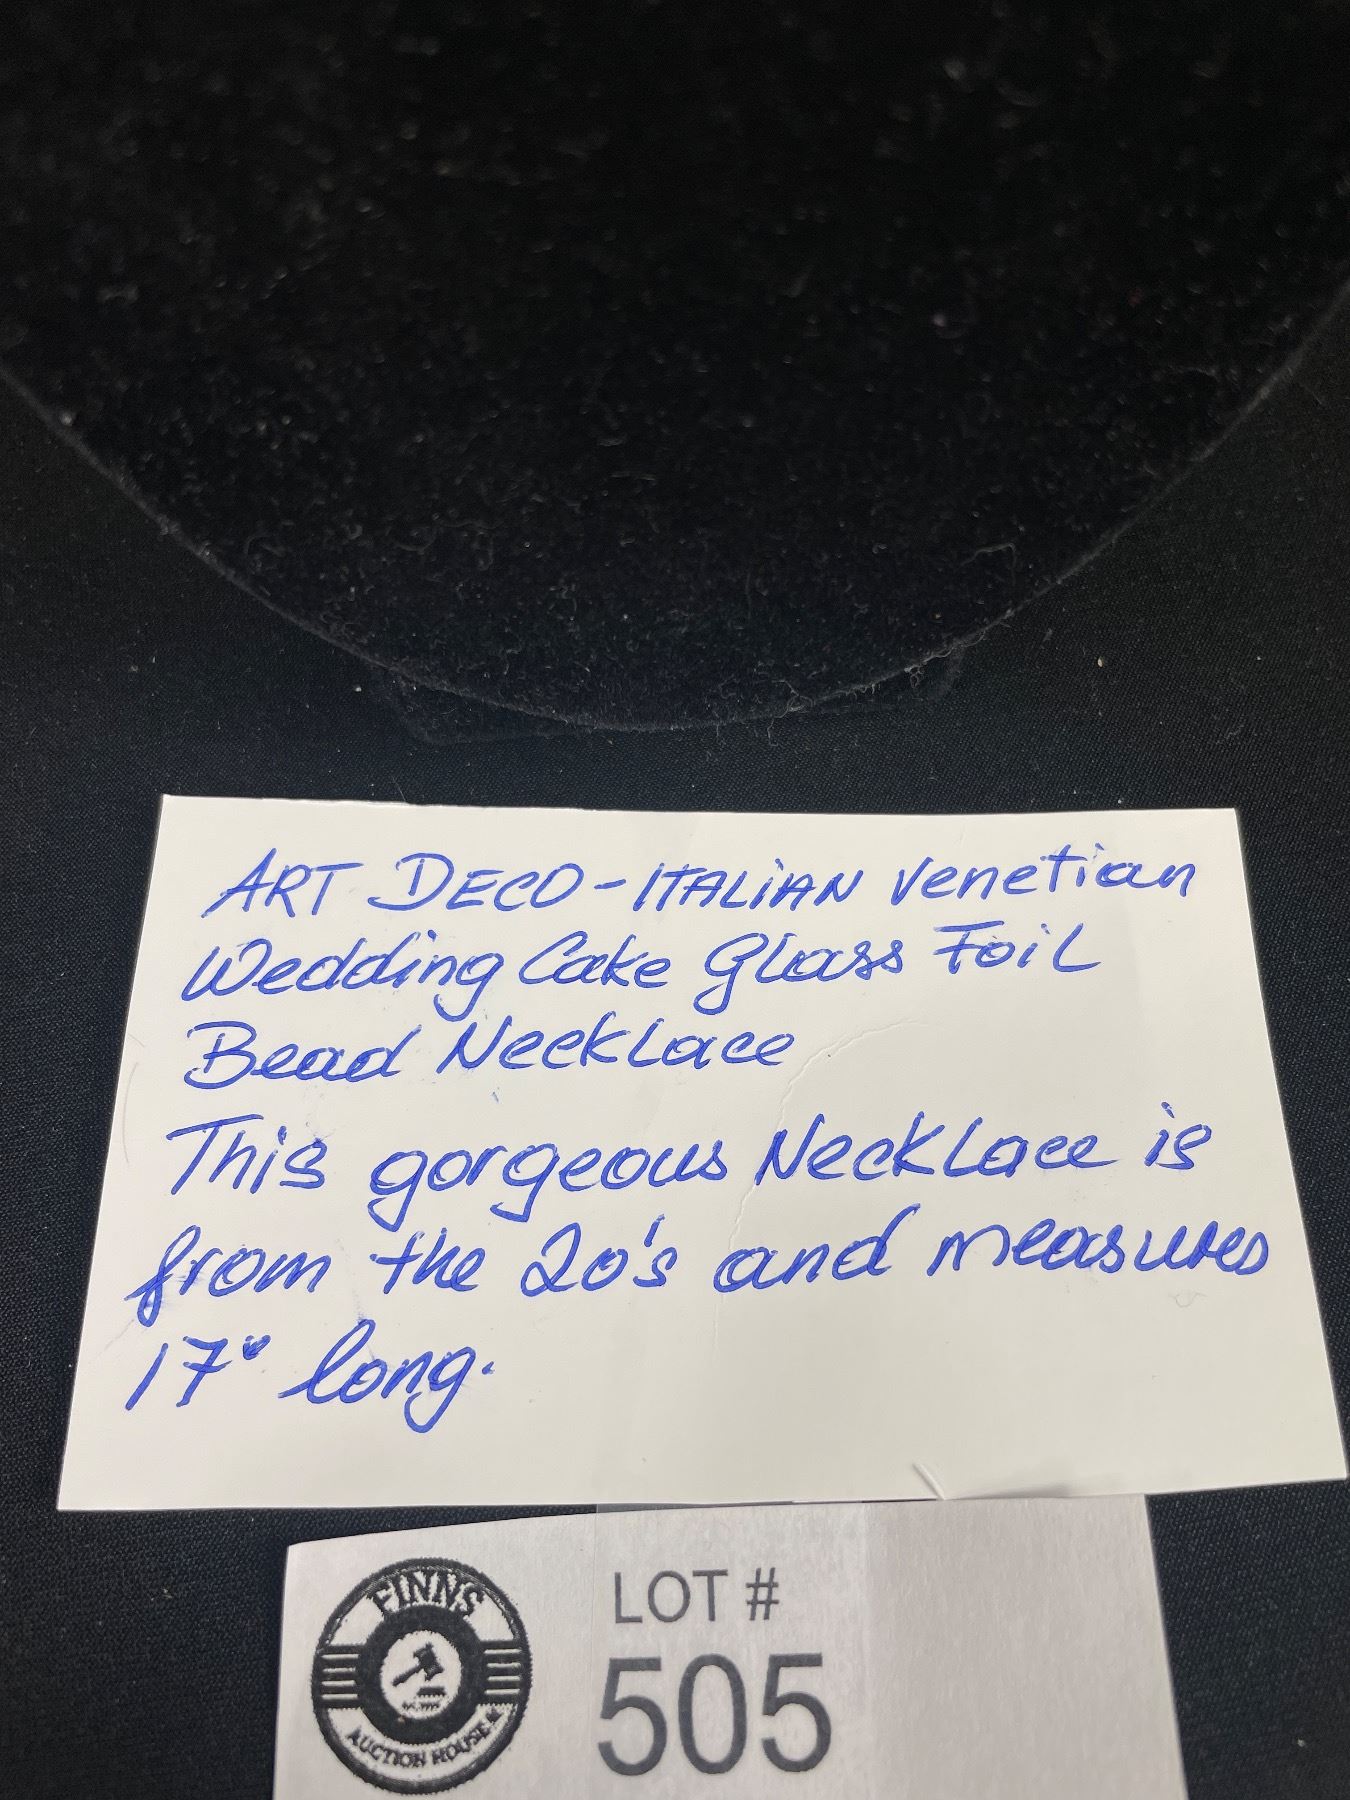 ART DECO-ITALIAN Venetian
Wedding Cake Glass Foil
Bead Necklace
This gorgeous Necklace is
from the 20's and measures
17" long.
FINNS
AUCTION HOUSE
LOT #
505